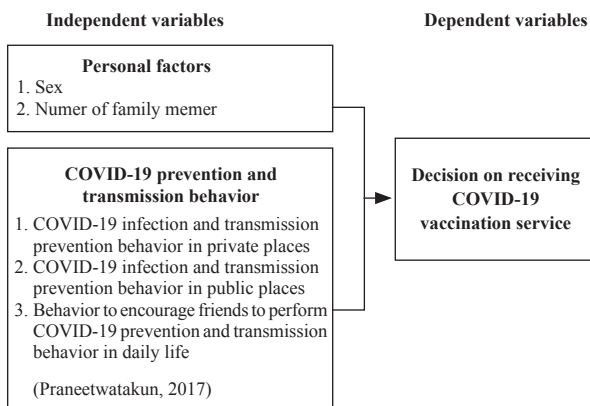 Independent variables
Dependent variables
Personal factors
1. Sex
2. Numer of family memer
COVID-19 prevention and
transmission behavior
1. COVID-19 infection and transmission
prevention behavior in private places
2. COVID-19 infection and transmission
prevention behavior in public places
3. Behavior to encourage friends to perform
COVID-19 prevention and transmission
behavior in daily life
(Praneetwatakun, 2017)
Decision on receiving
COVID-19
vaccination service